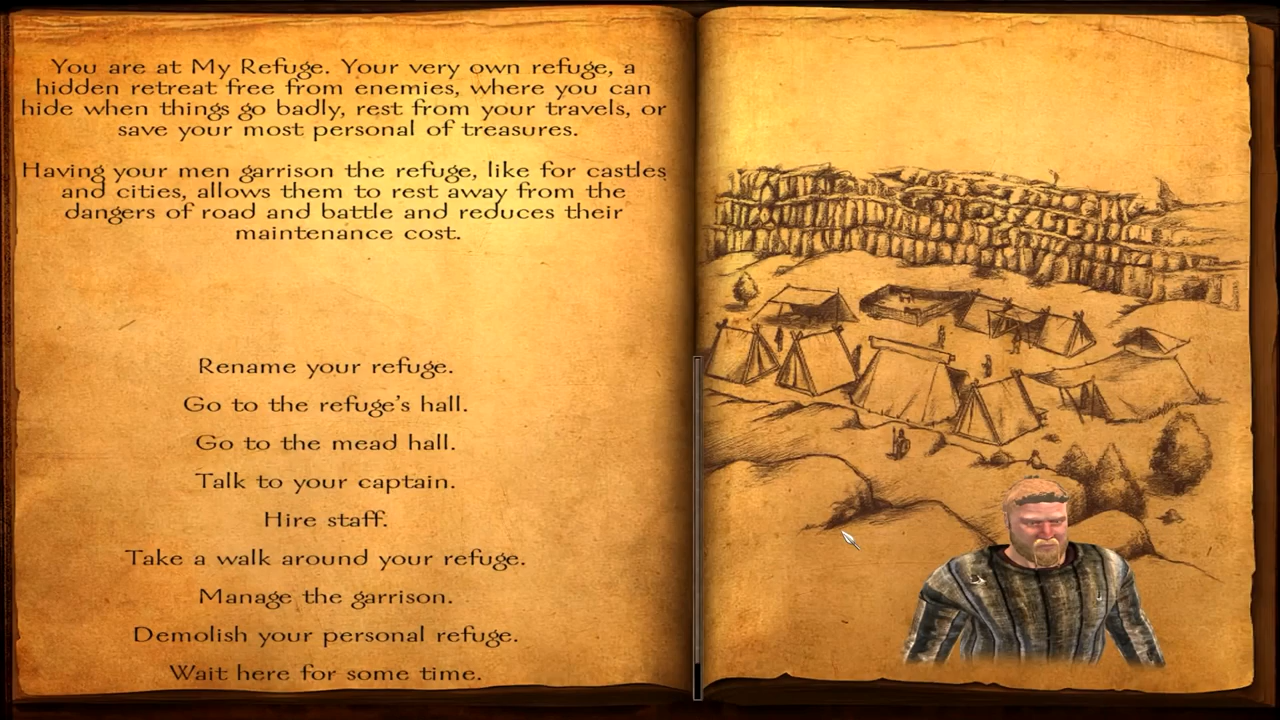 You are at My Refuge. Your very own refuge, a
hidden retreat free from enemies, where you can
hide when things go badly, rest from your travels, or
save your most personal of treasures.
Having your men garrison the refuge, like for castles
and cities, allows them to rest away from the
dangers of road and battle and reduces their
maintenance cost.
Rename your refuge.
Go to the refuge's hall.
Go to the mead hall.
Talk to your captain.
Hire staff.
Take a walk around your refuge.
Manage the garrison.
Demolish your personal refuge.
Wait here for some time.